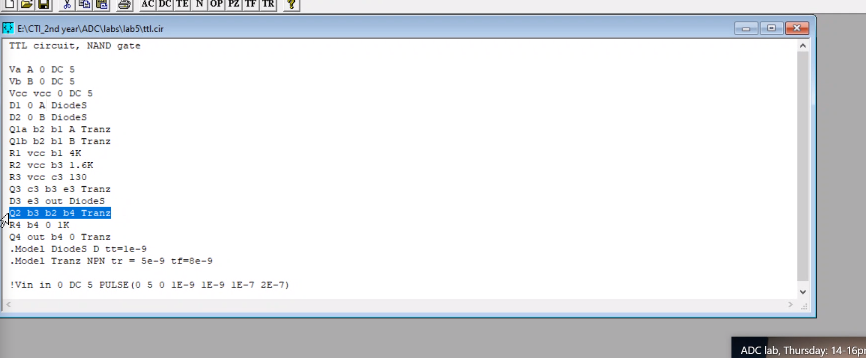 AC DC TE N OP PZ TF TR ?
E:\CTI_2nd year\ADC\labs\lab5\ttl.cir
TTL circuit, NAND gate
Va A 0 DC 5
Vb B 0 DC 5
Vcc vcc 0 DC 5
D1 0 A DiodeS
D2 0 B DiodeS
Q1a b2 b1 A Tranz
Q1b b2 b1 B Tranz
R1 vcc b1 4K
R2 vcc b3 1.6K
R3 vcc c3 130
Q3 c3 b3 e3 Tranz
D3 e3 out DiodeS
Q2 b3 b2 b4 Tranz
R4 b4 0 1K
Q4 out b4 0 Tranz
.Model DiodeS D tt=1e-9
.Model Tranz NPN tr = 5e-9 tf=8e-9
!Vin in 0 DC 5 PULSE(0 5 0 1E-9 1E-9 1E-7 2E-7)
ADC lab, Thursday: 14-16p